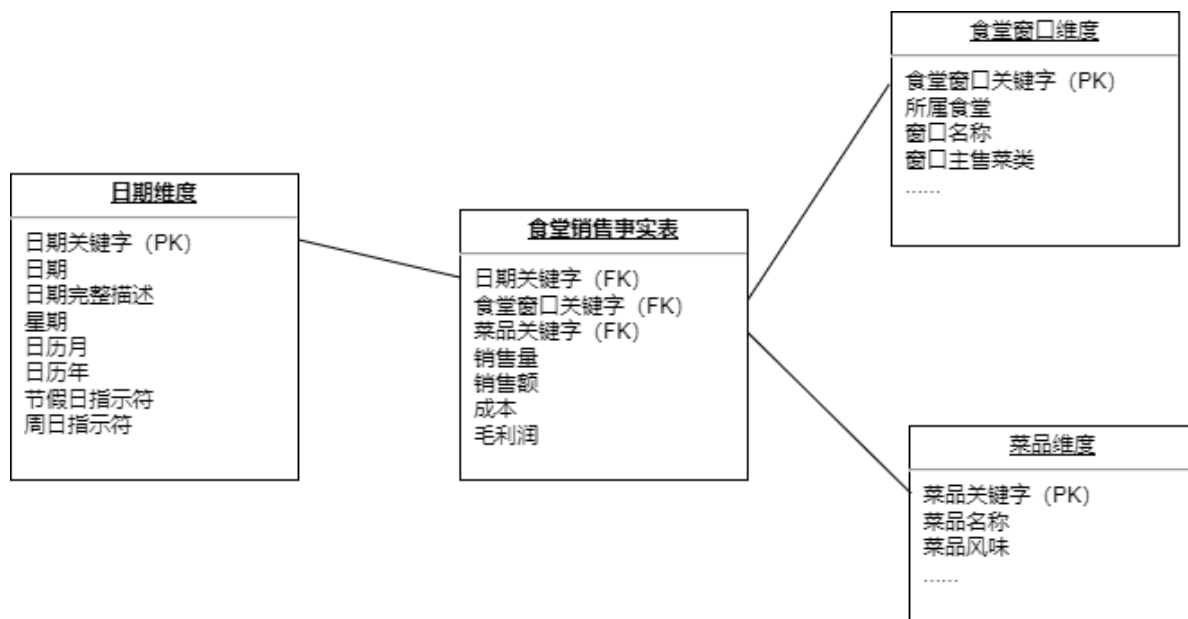 食堂窗口维度
食堂窗口关键字（PK）
所属食堂
窗口名称
窗口主售菜类
……
日期维度
日期关键字（PK）
日期
日期完整描述
星期
日历月
日历年
节假日指示符
周日指示符
食堂销售事实表
日期关键字（FK）
食堂窗口关键字（FK）
菜品关键字（FK）
销售量
销售额
成本
毛利润
菜品维度
菜品关键字（PK）
菜品名称
菜品风味
……